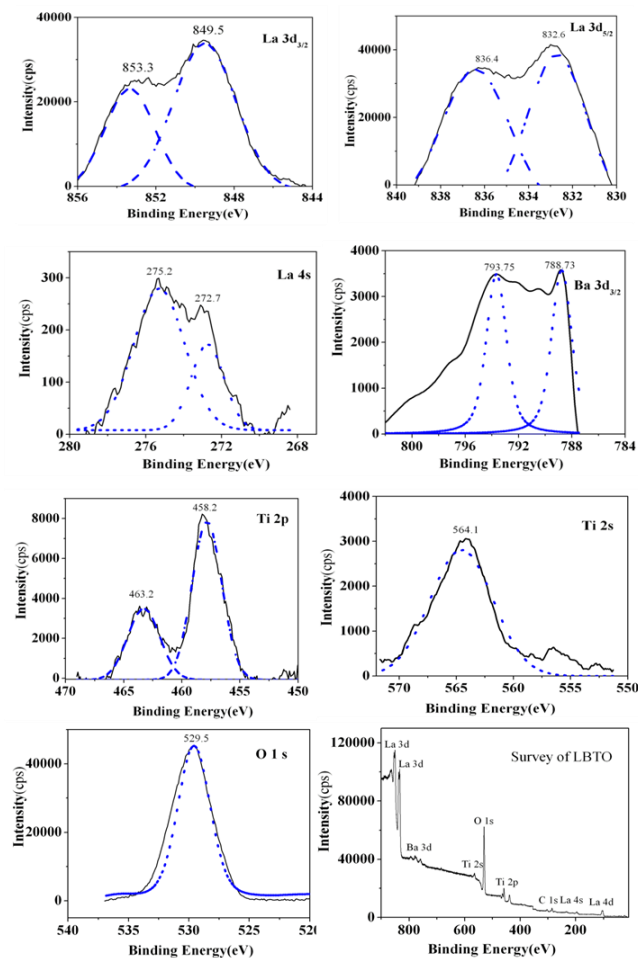 La 3d3/2
853.3
849.5
40000
20000
0
Intensity(cps)
856 852 848 844
Binding Energy(eV)
La 3d5/2
836.4
832.6
40000
20000
0
Intensity(cps)
840 838 836 833 832 830
Binding Energy(eV)
La 4s
275.2
272.7
300
200
100
0
Intensity(cps)
280 275 271 268
Binding Energy(eV)
Ba 3d3/2
793.75
788.73
4000
3000
2000
1000
0
Intensity(cps)
800 796 792 788 784
Binding Energy(eV)
Ti 2p
463.2
458.2
8000
6000
4000
2000
0
Intensity(cps)
470 465 460 455 450
Binding Energy(eV)
Ti 2s
564.1
4000
3000
2000
1000
0
Intensity(cps)
570 565 560 555 550
Binding Energy(eV)
O 1 s
529.5
40000
20000
0
Intensity(cps)
540 535 530 525 520
Binding Energy(eV)
Survey of LBTO
La 3d
La 3d
Ba 3d
Ti 2s
O 1s
Ti 2p
C 1s La 4s La 4d
120000
80000
40000
0
Intensity(cps)
800 600 400 200
Binding Energy(eV)